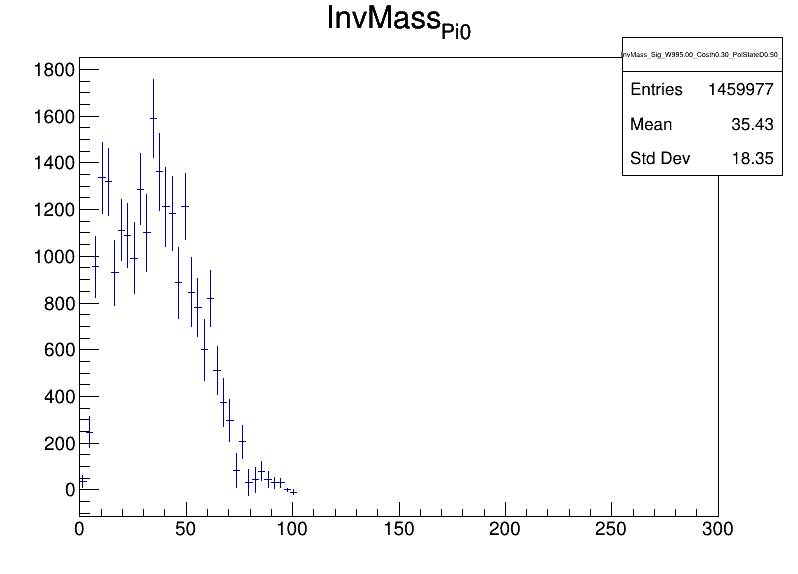 InvMass_Pi0
InvMass_Sig_W995.00_Costh0.30_PolStateD0.50_
Entries 1459977
Mean 35.43
Std Dev 18.35
1800
1600
1400
1200
1000
800
600
400
200
0
0 50 100 150 200 250 300